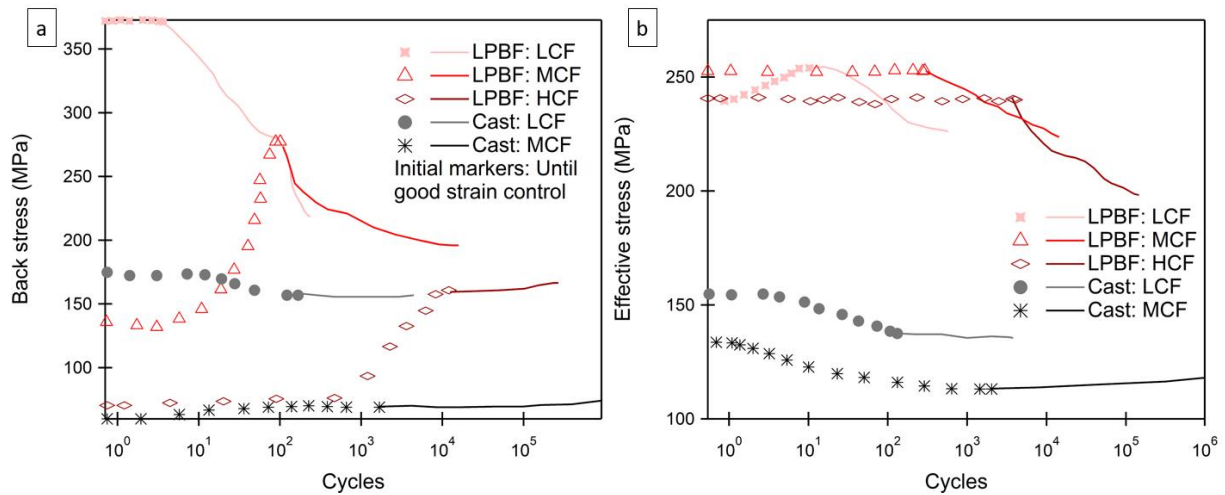 a
350
300
250
200
150
100
Back stress (MPa)
LPBF: LCF
LPBF: MCF
LPBF: HCF
Cast: LCF
Cast: MCF
Initial markers: Until
good strain control
10^0 10^1 10^2 10^3 10^4 10^5
Cycles
b
250
200
150
100
Effective stress (MPa)
LPBF: LCF
LPBF: MCF
LPBF: HCF
Cast: LCF
Cast: MCF
10^0 10^1 10^2 10^3 10^4 10^5 10^6
Cycles